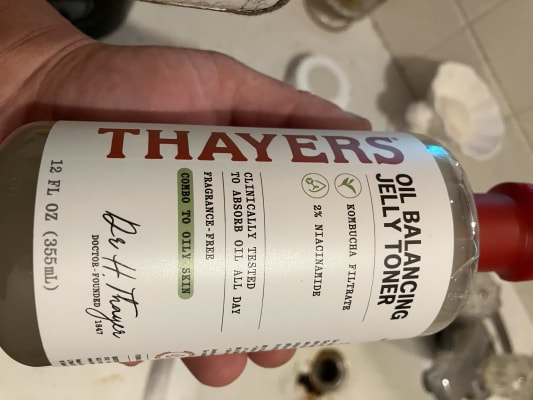 THAYERS®
OIL BALANCING
JELLY TONER
KOMBUCHA FILTRATE
2% NIACINAMIDE
CLINICALLY TESTED
TO ABSORB OIL ALL DAY
FRAGRANCE-FREE
COMBO TO OILY SKIN
Dr H Thayer
DOCTOR-FOUNDED 1847
12 FL OZ (355mL)